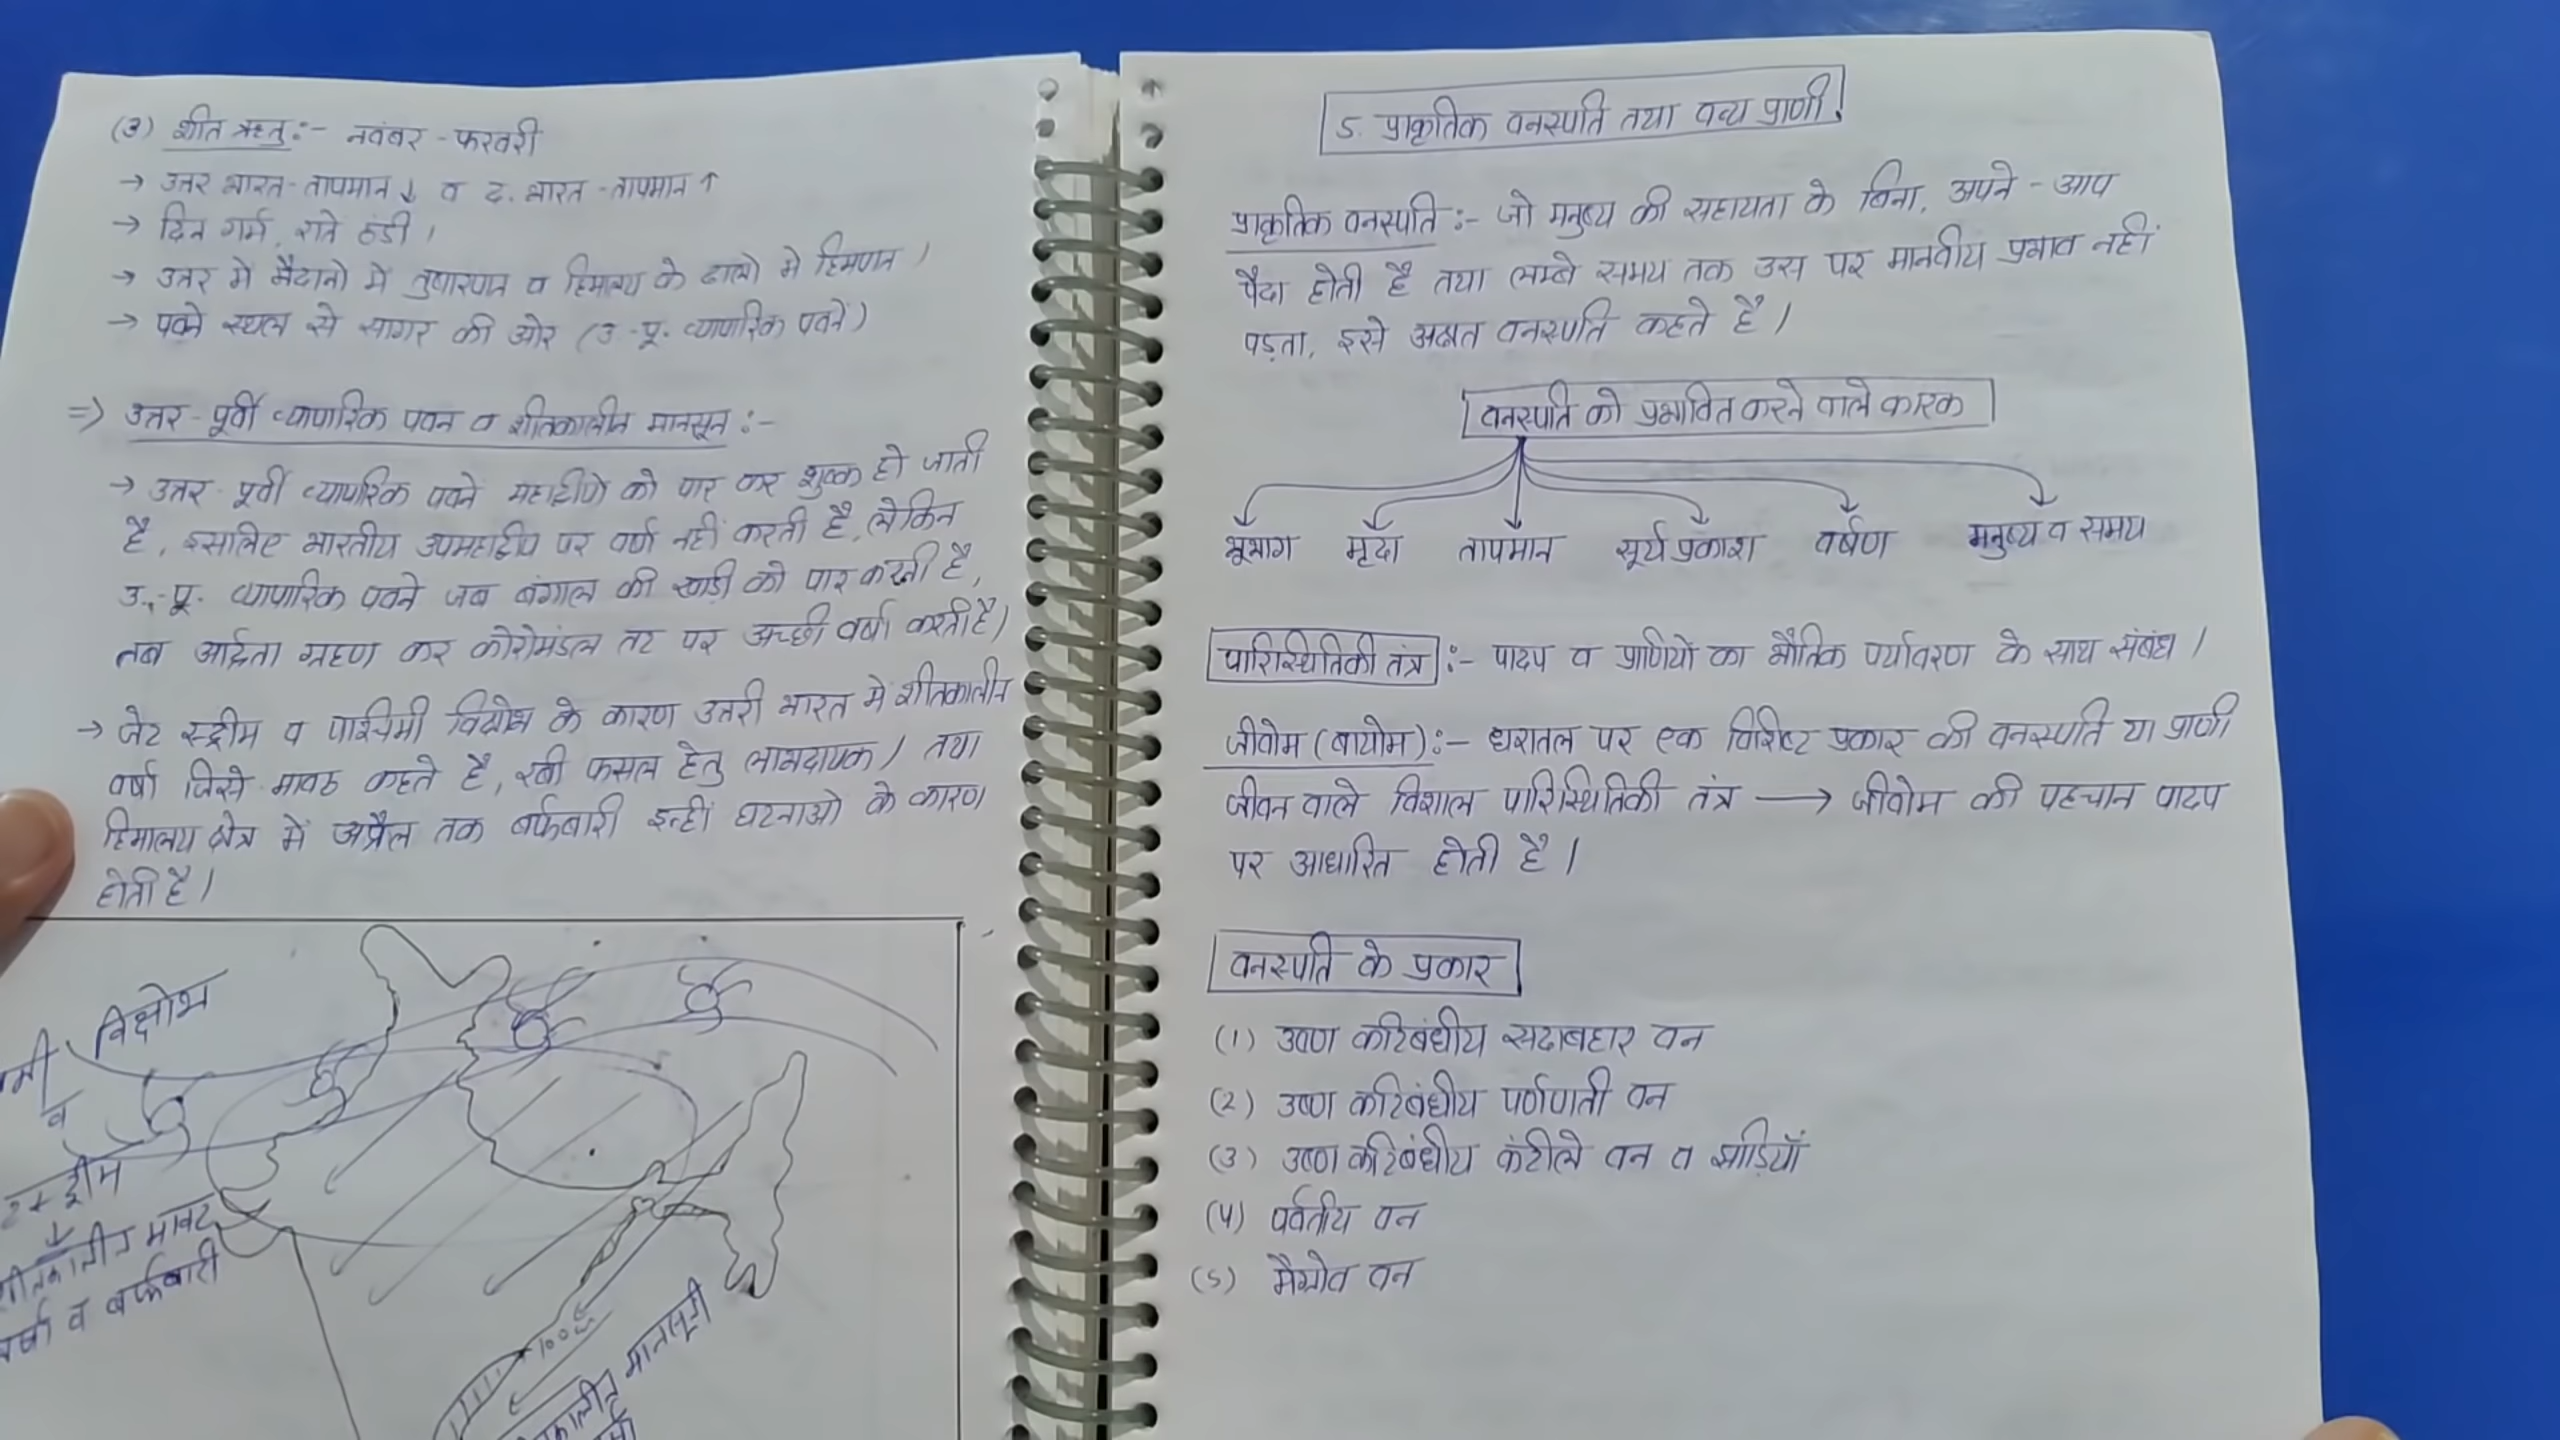 (3) शीत ऋतु :- नवंबर - फरवरी
→ उत्तर भारत - तापमान ↓ व द. भारत - तापमान ↑
→ दिन गर्म, रातें ठंडी।
→ उत्तर में मैदानो में तुषारपात व हिमालय के ढालो में हिमपात।
→ पवने स्थल से सागर की ओर (उ.-पू. व्यापारिक पवनें)
⇒ उत्तर - पूर्वी व्यापारिक पवन व शीतकालीन मानसून :-
→ उत्तर - पूर्वी व्यापारिक पवने महाद्वीपो को पार कर शुष्क हो जाती
है, इसलिए भारतीय उपमहाद्वीप पर वर्षा नहीं करती है, लेकिन
उ.-पू. व्यापारिक पवने जब बंगाल की खाड़ी को पार करती है,
तब आर्द्रता ग्रहण कर कोरोमंडल तट पर अच्छी वर्षा करती है।
→ जेट स्ट्रीम व पश्चिमी विक्षोभ के कारण उत्तरी भारत मे शीतकालीन
वर्षा जिसे मावठ कहते है, रबी फसल हेतु लाभदायक। तथा
हिमालय क्षेत्र में अप्रैल तक बर्फबारी इन्हीं घटनाओ के कारण
होती है।
विक्षोभ
व
ट स्ट्रीम
↓
शीतकालीन मावट
वर्षा व बर्फबारी
मानसूनी
5. प्राकृतिक वनस्पति तथा वन्य प्राणी
प्राकृतिक वनस्पति :- जो मनुष्य की सहायता के बिना, अपने - आप
पैदा होती है तथा लम्बे समय तक उस पर मानवीय प्रभाव नहीं
पड़ता, इसे अक्षत वनस्पति कहते है।
वनस्पति को प्रभावित करने वाले कारक
भूभाग मृदा तापमान सूर्य प्रकाश वर्षण मनुष्य व समय
पारिस्थितिकी तंत्र :- पादप व प्राणियों का भौतिक पर्यावरण के साथ संबंध।
जीवोम (बायोम) :- धरातल पर एक विशिष्ट प्रकार की वनस्पति या प्राणी
जीवन वाले विशाल पारिस्थितिकी तंत्र → जीवोम की पहचान पादप
पर आधारित होती है।
वनस्पति के प्रकार
(1) उष्ण कटिबंधीय सदाबहार वन
(2) उष्ण कटिबंधीय पर्णपाती वन
(3) उष्ण कटिबंधीय कंटीले वन व झाड़ियाँ
(4) पर्वतीय वन
(5) मैंग्रोव वन